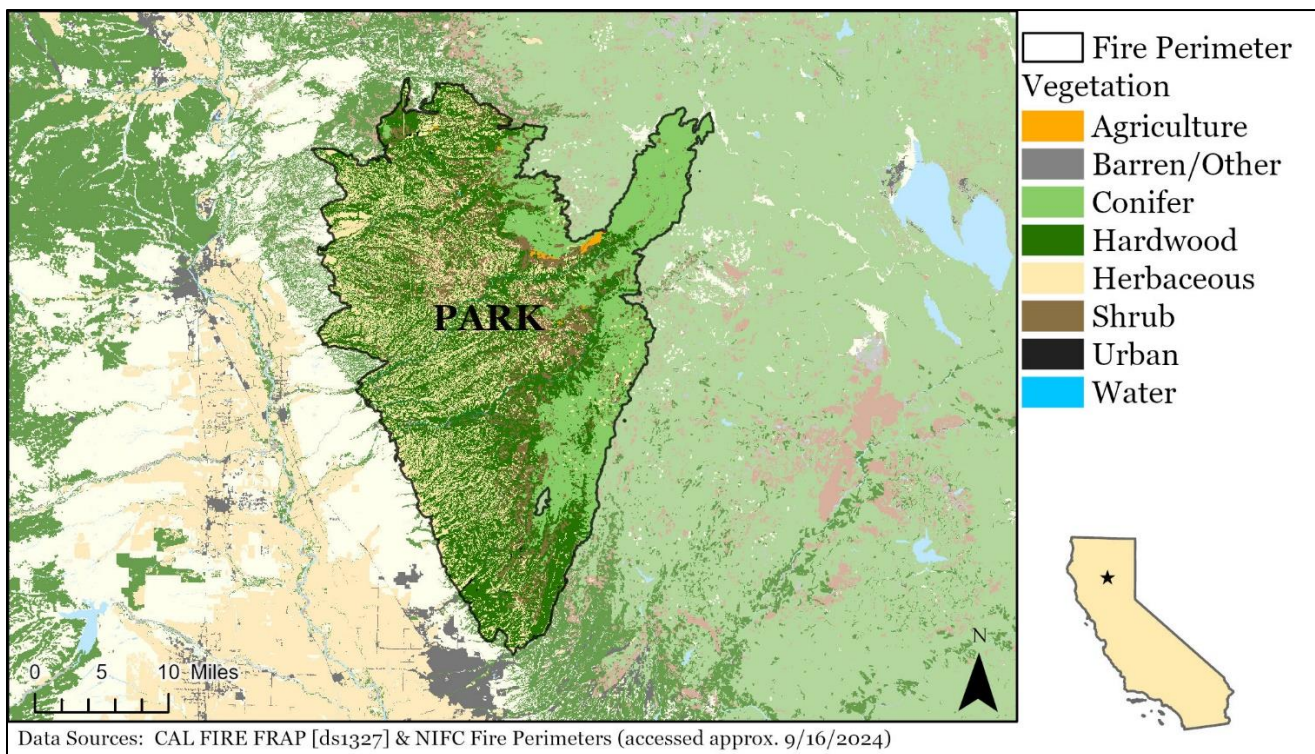 PARK
0 5 10 Miles
N
Data Sources: CAL FIRE FRAP [ds1327] & NIFC Fire Perimeters (accessed approx. 9/16/2024)
Fire Perimeter
Vegetation
Agriculture
Barren/Other
Conifer
Hardwood
Herbaceous
Shrub
Urban
Water